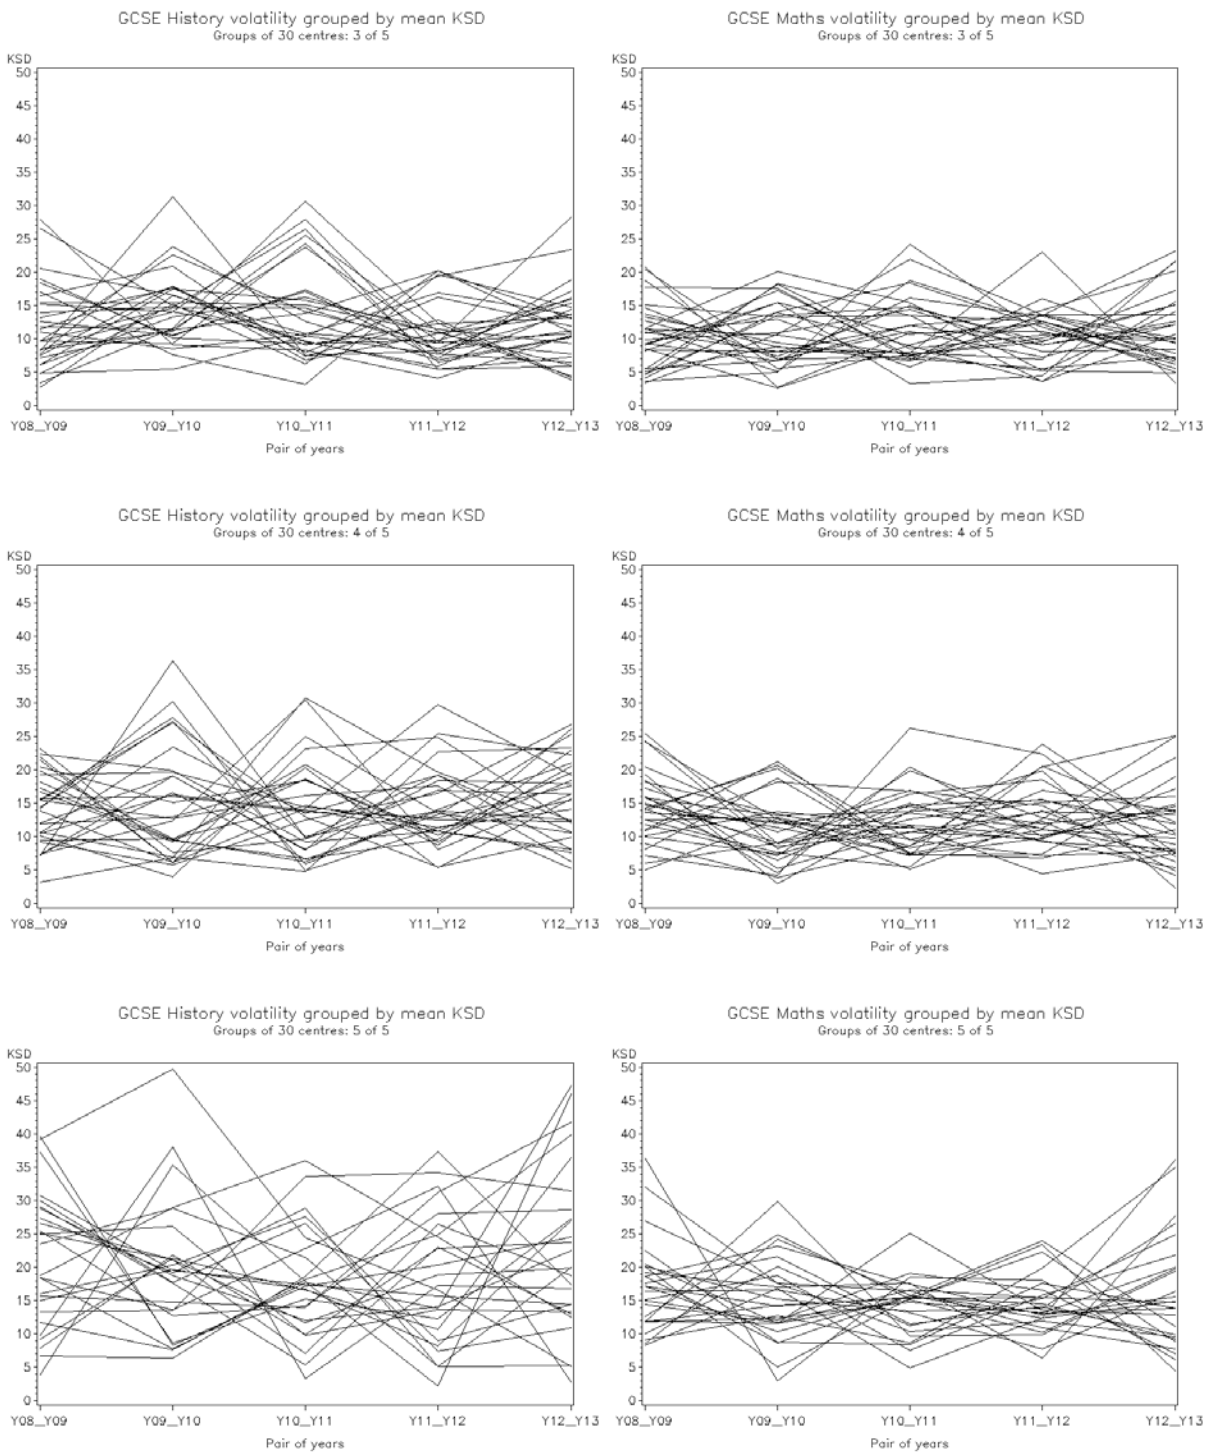 GCSE History volatility grouped by mean KSD
Groups of 30 centres: 3 of 5
KSD
50
45
40
35
30
25
20
15
10
5
0
Y08_Y09 Y09_Y10 Y10_Y11 Y11_Y12 Y12_Y13
Pair of years
GCSE Maths volatility grouped by mean KSD
Groups of 30 centres: 3 of 5
KSD
50
45
40
35
30
25
20
15
10
5
0
Y08_Y09 Y09_Y10 Y10_Y11 Y11_Y12 Y12_Y13
Pair of years
GCSE History volatility grouped by mean KSD
Groups of 30 centres: 4 of 5
KSD
50
45
40
35
30
25
20
15
10
5
0
Y08_Y09 Y09_Y10 Y10_Y11 Y11_Y12 Y12_Y13
Pair of years
GCSE Maths volatility grouped by mean KSD
Groups of 30 centres: 4 of 5
KSD
50
45
40
35
30
25
20
15
10
5
0
Y08_Y09 Y09_Y10 Y10_Y11 Y11_Y12 Y12_Y13
Pair of years
GCSE History volatility grouped by mean KSD
Groups of 30 centres: 5 of 5
KSD
50
45
40
35
30
25
20
15
10
5
0
Y08_Y09 Y09_Y10 Y10_Y11 Y11_Y12 Y12_Y13
Pair of years
GCSE Maths volatility grouped by mean KSD
Groups of 30 centres: 5 of 5
KSD
50
45
40
35
30
25
20
15
10
5
0
Y08_Y09 Y09_Y10 Y10_Y11 Y11_Y12 Y12_Y13
Pair of years